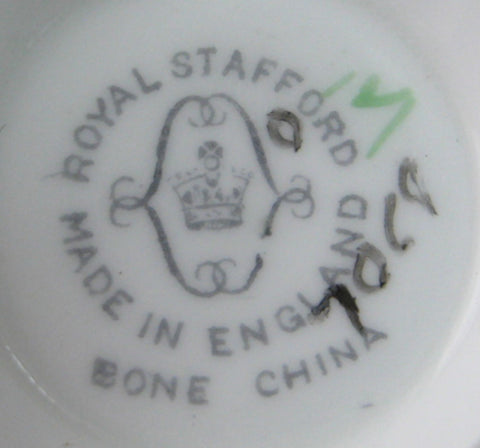 ROYAL STAFFORD
MADE IN ENGLAND
BONE CHINA